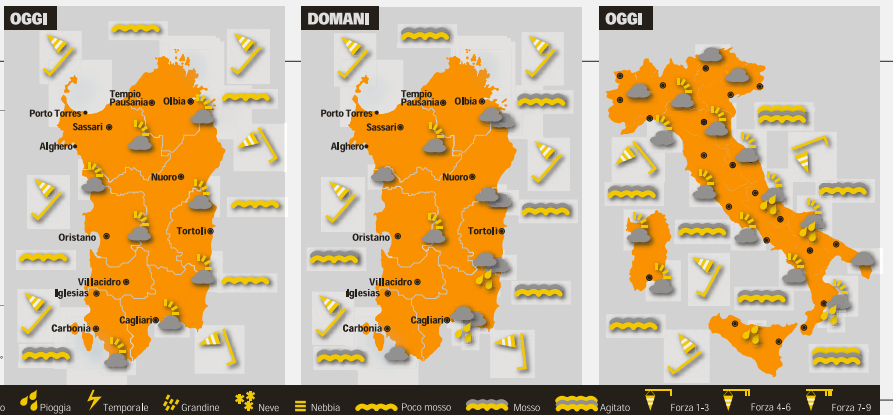 OGGI
Porto Torres
Tempio
Pausania
Olbia
Sassari
Alghero
Nuoro
Oristano
Tortolì
Villacidro
Iglesias
Carbonia
Cagliari
DOMANI
Porto Torres
Tempio
Pausania
Olbia
Sassari
Alghero
Nuoro
Oristano
Tortolì
Villacidro
Iglesias
Carbonia
Cagliari
OGGI
o Pioggia Temporale Grandine Neve Nebbia Poco mosso Mosso Agitato Forza 1-3 Forza 4-6 Forza 7-9